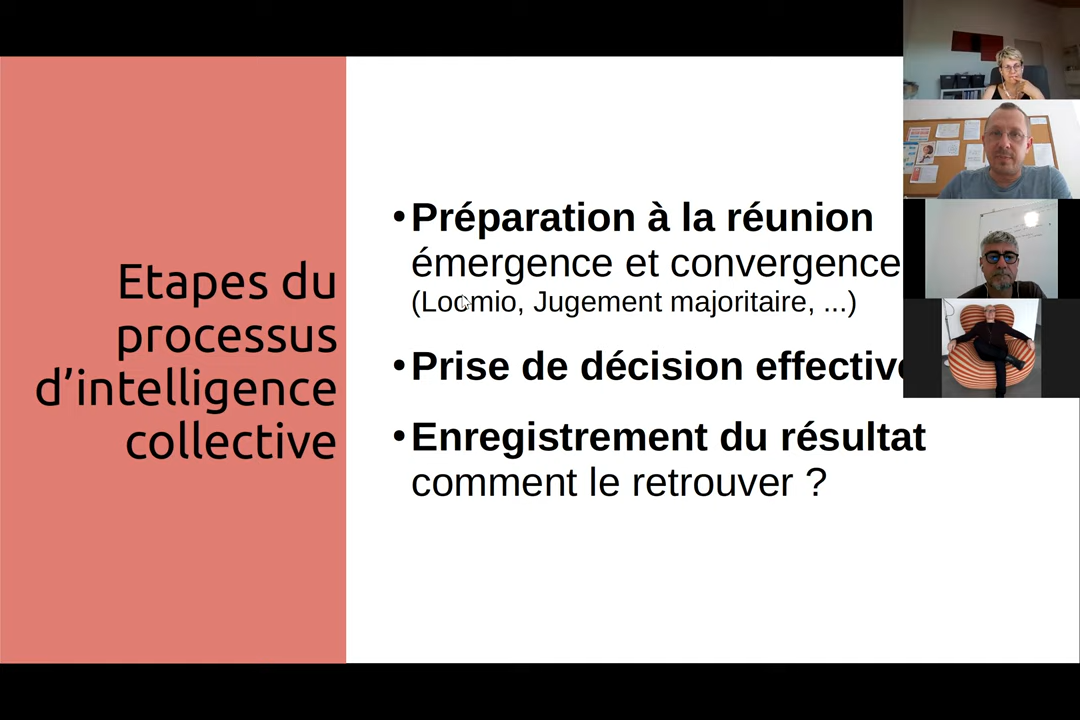 Etapes du
processus
d’intelligence
collective
•Préparation à la réunion
émergence et convergence
(Loomio, Jugement majoritaire, ...)
•Prise de décision effective
•Enregistrement du résultat
comment le retrouver ?